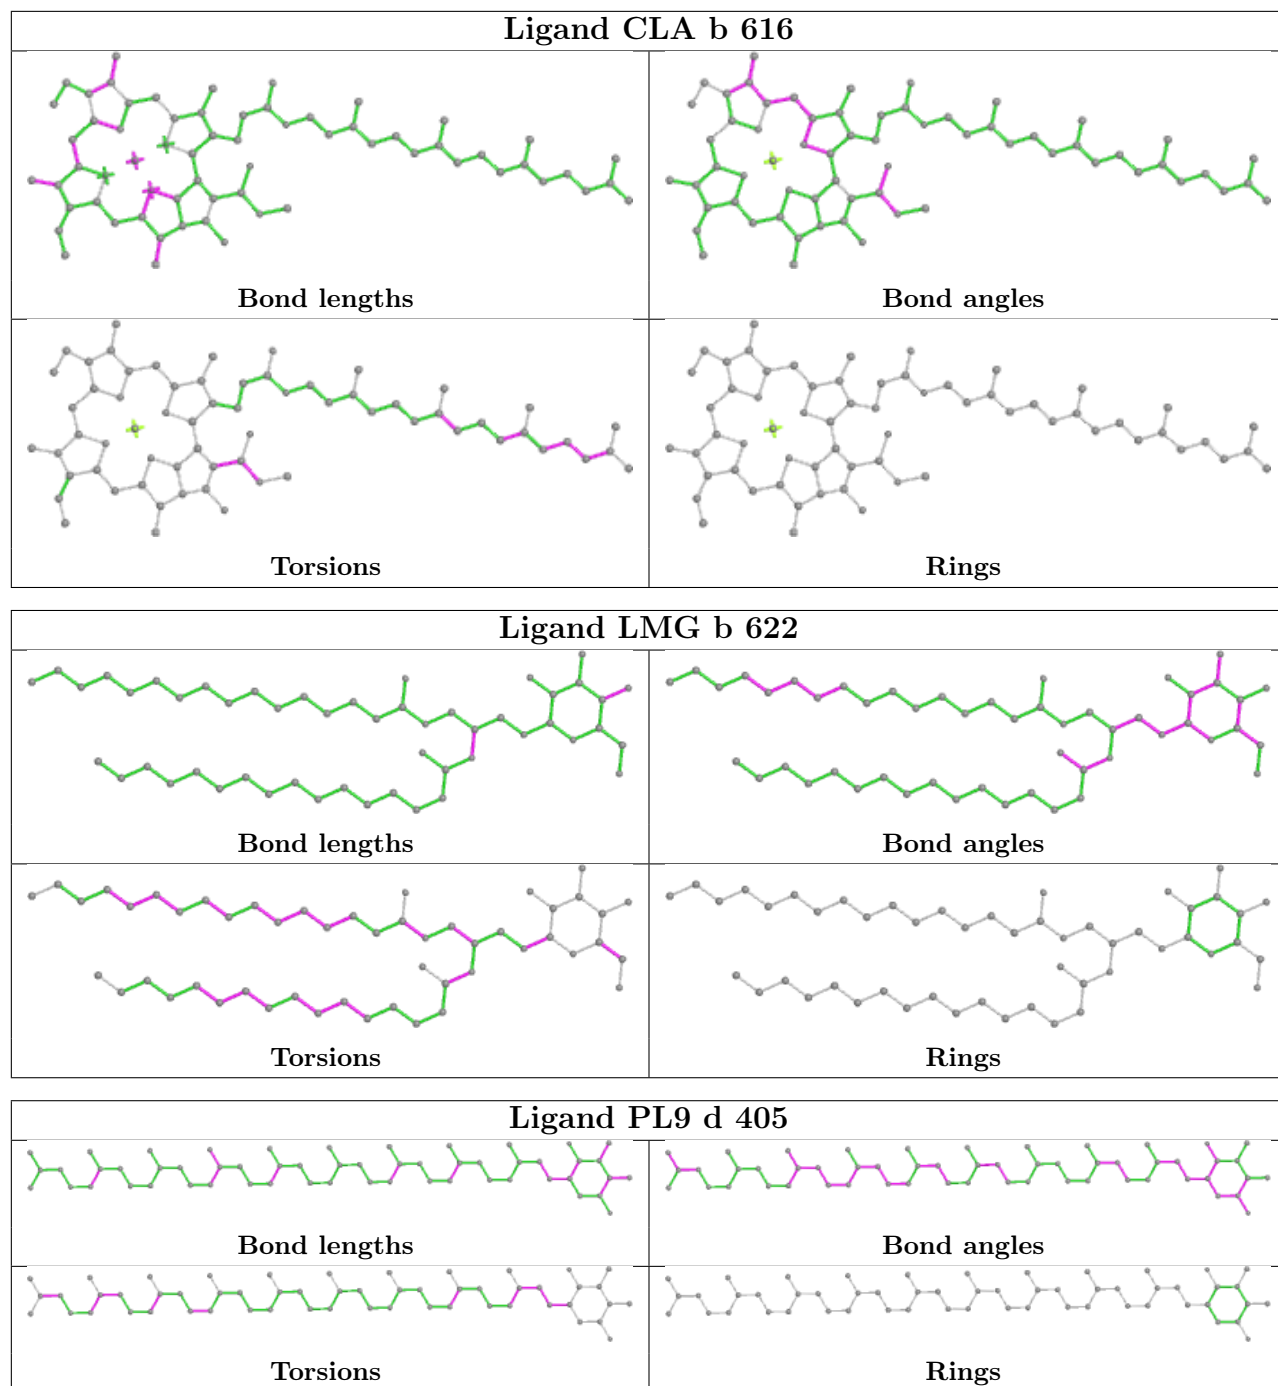 Ligand CLA b 616
Bond lengths
Bond angles
Torsions
Rings
Ligand LMG b 622
Bond lengths
Bond angles
Torsions
Rings
Ligand PL9 d 405
Bond lengths
Bond angles
Torsions
Rings